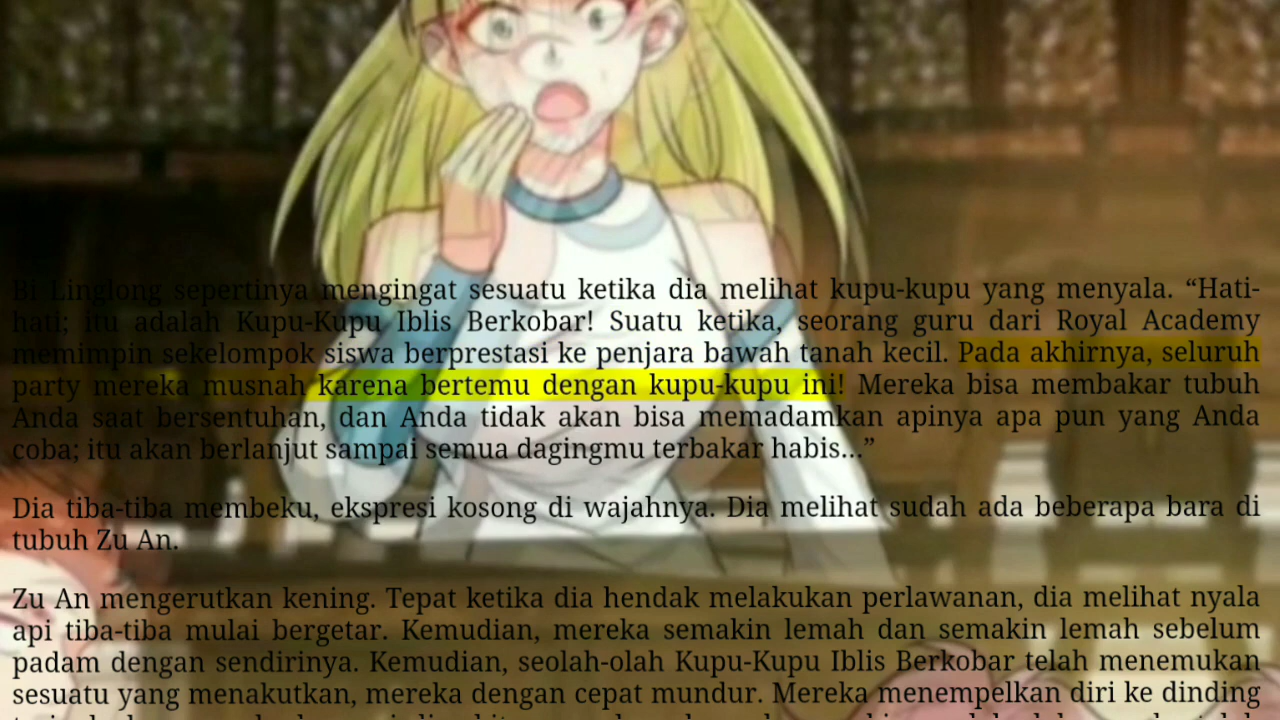 Bi Linglong sepertinya mengingat sesuatu ketika dia melihat kupu-kupu yang menyala. “Hati-
hati; itu adalah Kupu-Kupu Iblis Berkobar! Suatu ketika, seorang guru dari Royal Academy
memimpin sekelompok siswa berprestasi ke penjara bawah tanah kecil. Pada akhirnya, seluruh
party mereka musnah karena bertemu dengan kupu-kupu ini! Mereka bisa membakar tubuh
Anda saat bersentuhan, dan Anda tidak akan bisa memadamkan apinya apa pun yang Anda
coba; itu akan berlanjut sampai semua dagingmu terbakar habis...”
Dia tiba-tiba membeku, ekspresi kosong di wajahnya. Dia melihat sudah ada beberapa bara di
tubuh Zu An.
Zu An mengerutkan kening. Tepat ketika dia hendak melakukan perlawanan, dia melihat nyala
api tiba-tiba mulai bergetar. Kemudian, mereka semakin lemah dan semakin lemah sebelum
padam dengan sendirinya. Kemudian, seolah-olah Kupu-Kupu Iblis Berkobar telah menemukan
sesuatu yang menakutkan, mereka dengan cepat mundur. Mereka menempelkan diri ke dinding